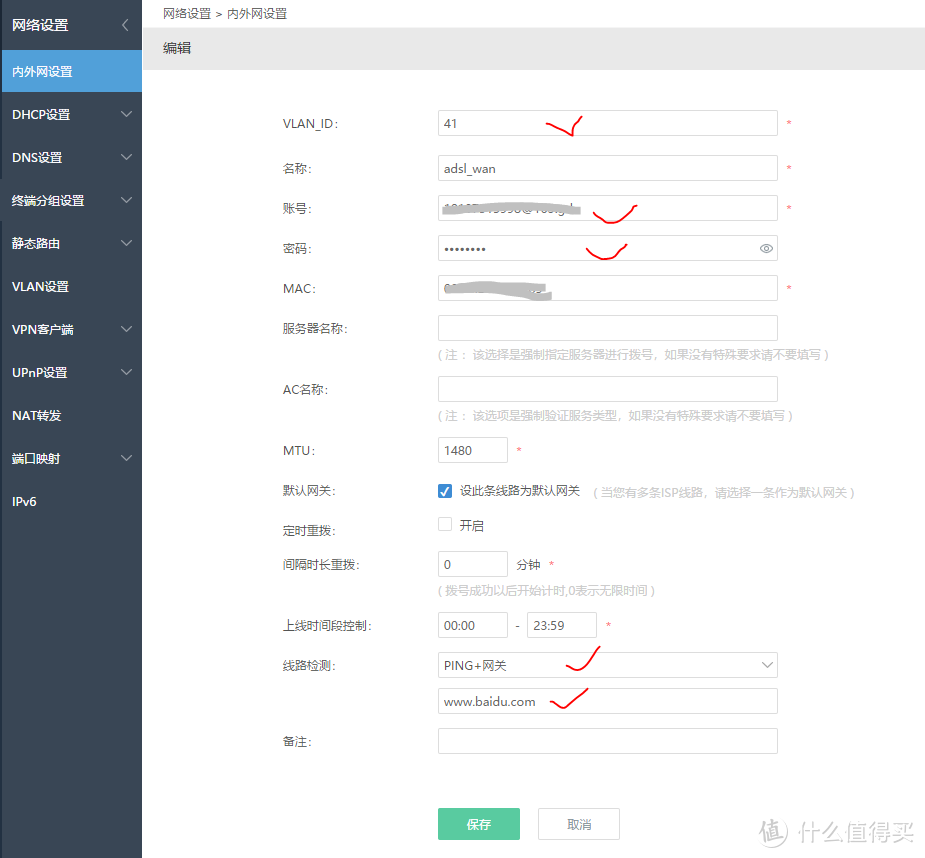 网络设置
网络设置 > 内外网设置
编辑
内外网设置
DHCP设置
DNS设置
终端分组设置
静态路由
VLAN设置
VPN客户端
UPnP设置
NAT转发
端口映射
IPv6
VLAN_ID: 41 *
名称: adsl_wan *
账号: *
密码: ••••••••
MAC: *
服务器名称:
( 注： 该选择是强制指定服务器进行拨号，如果没有特殊要求请不要填写 )
AC名称:
( 注： 该选项是强制验证服务类型，如果没有特殊要求请不要填写 )
MTU: 1480 *
默认网关: 设此条线路为默认网关 ( 当您有多条ISP线路，请选择一条作为默认网关 )
定时重拨: 开启
间隔时长重拨: 0 分钟 *
( 拨号成功以后开始计时,0表示无限时间 )
上线时间段控制: 00:00 - 23:59 *
线路检测: PING+网关
www.baidu.com
备注:
保存 取消
值 什么值得买